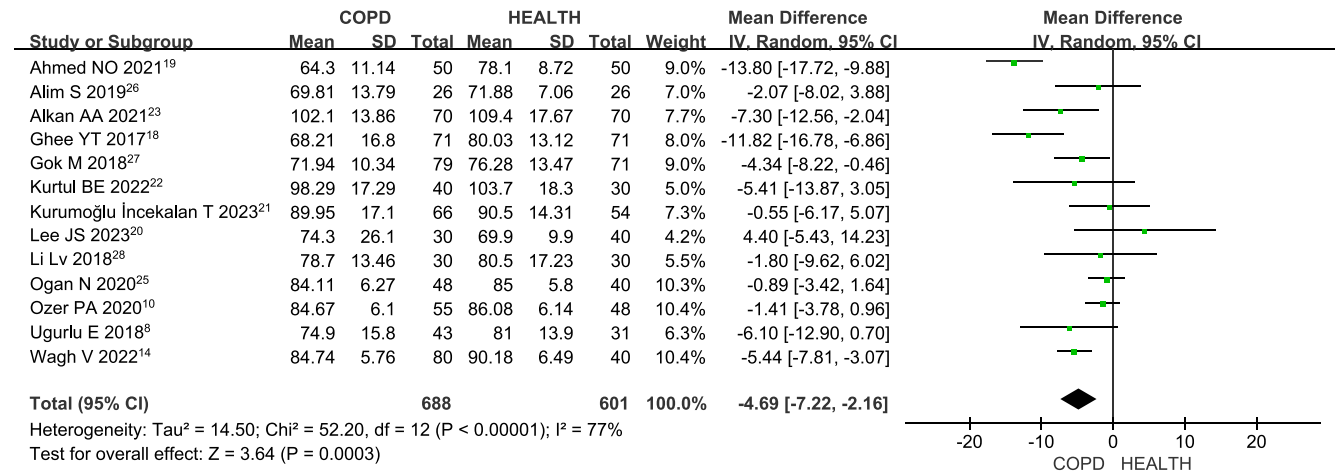 COPD HEALTH Mean Difference Mean Difference
Study or Subgroup Mean SD Total Mean SD Total Weight IV, Random, 95% CI IV, Random, 95% CI
Ahmed NO 2021¹⁹ 64.3 11.14 50 78.1 8.72 50 9.0% -13.80 [-17.72, -9.88]
Alim S 2019²⁶ 69.81 13.79 26 71.88 7.06 26 7.0% -2.07 [-8.02, 3.88]
Alkan AA 2021²³ 102.1 13.86 70 109.4 17.67 70 7.7% -7.30 [-12.56, -2.04]
Ghee YT 2017¹⁸ 68.21 16.8 71 80.03 13.12 71 8.0% -11.82 [-16.78, -6.86]
Gok M 2018²⁷ 71.94 10.34 79 76.28 13.47 71 9.0% -4.34 [-8.22, -0.46]
Kurtul BE 2022²² 98.29 17.29 40 103.7 18.3 30 5.0% -5.41 [-13.87, 3.05]
Kurumoğlu İncekalan T 2023²¹ 89.95 17.1 66 90.5 14.31 54 7.3% -0.55 [-6.17, 5.07]
Lee JS 2023²⁰ 74.3 26.1 30 69.9 9.9 40 4.2% 4.40 [-5.43, 14.23]
Li Lv 2018²⁸ 78.7 13.46 30 80.5 17.23 30 5.5% -1.80 [-9.62, 6.02]
Ogan N 2020²⁵ 84.11 6.27 48 85 5.8 40 10.3% -0.89 [-3.42, 1.64]
Ozer PA 2020¹⁰ 84.67 6.1 55 86.08 6.14 48 10.4% -1.41 [-3.78, 0.96]
Ugurlu E 2018⁸ 74.9 15.8 43 81 13.9 31 6.3% -6.10 [-12.90, 0.70]
Wagh V 2022¹⁴ 84.74 5.76 80 90.18 6.49 40 10.4% -5.44 [-7.81, -3.07]
Total (95% CI) 688 601 100.0% -4.69 [-7.22, -2.16]
Heterogeneity: Tau² = 14.50; Chi² = 52.20, df = 12 (P < 0.00001); I² = 77%
Test for overall effect: Z = 3.64 (P = 0.0003)
-20 -10 0 10 20
COPD HEALTH